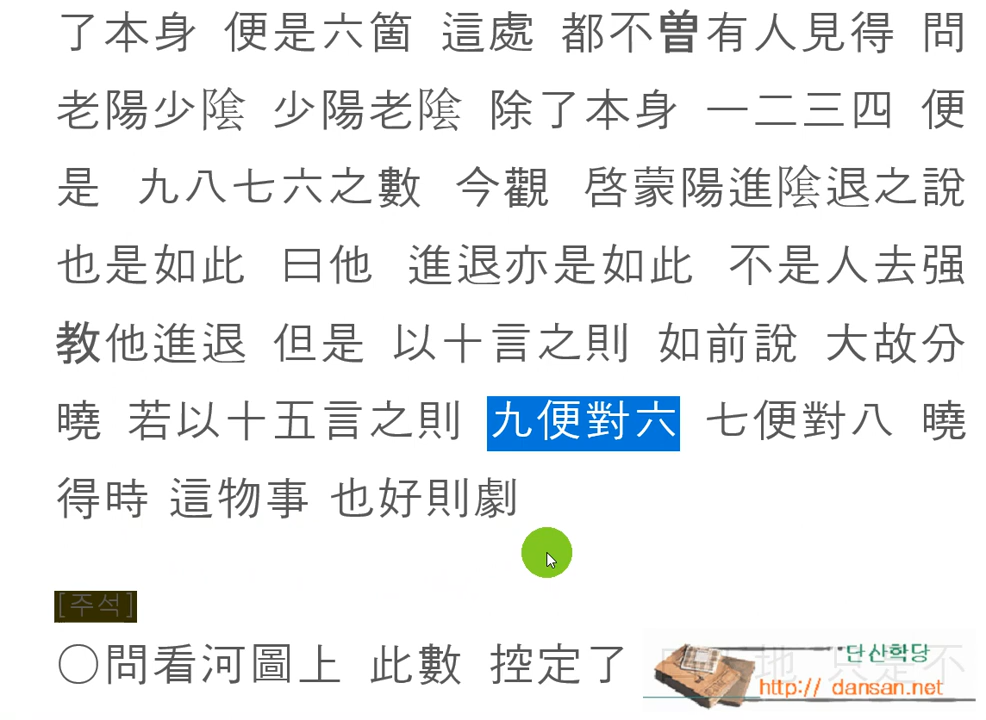 了本身 便是六箇 這處 都不曽有人見得 問
老陽少陰 少陽老陰 除了本身 一二三四 便
是 九八七六之數 今觀 啓蒙陽進陰退之說
也是如此 曰他 進退亦是如此 不是人去强
教他進退 但是 以十言之則 如前說 大故分
曉 若以十五言之則 九便對六 七便對八 曉
得時 這物事 也好則劇
[주석]
○問看河圖上 此數 控定了 地 只是不
단산학당
http:// dansan.net